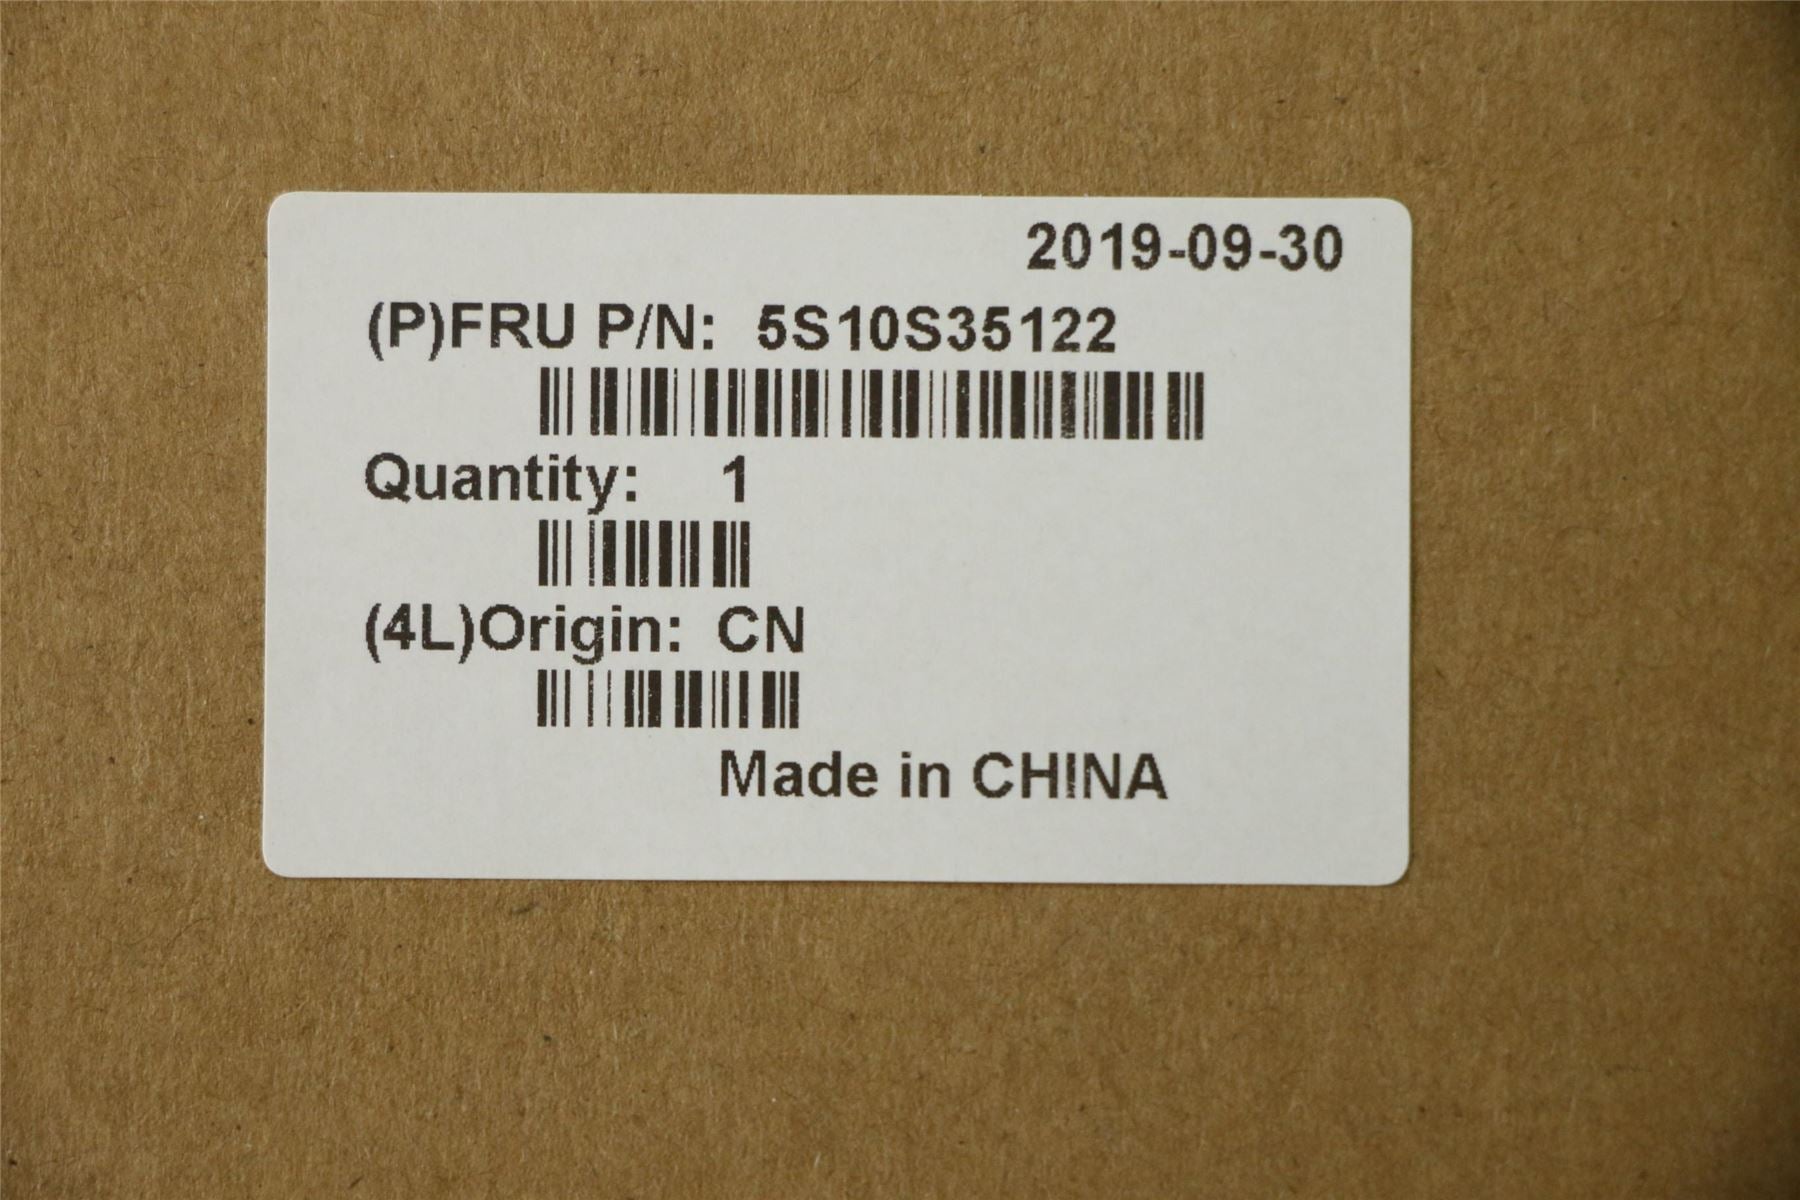 2019-09-30
(P)FRU P/N: 5S10S35122
Quantity: 1
(4L)Origin: CN
Made in CHINA